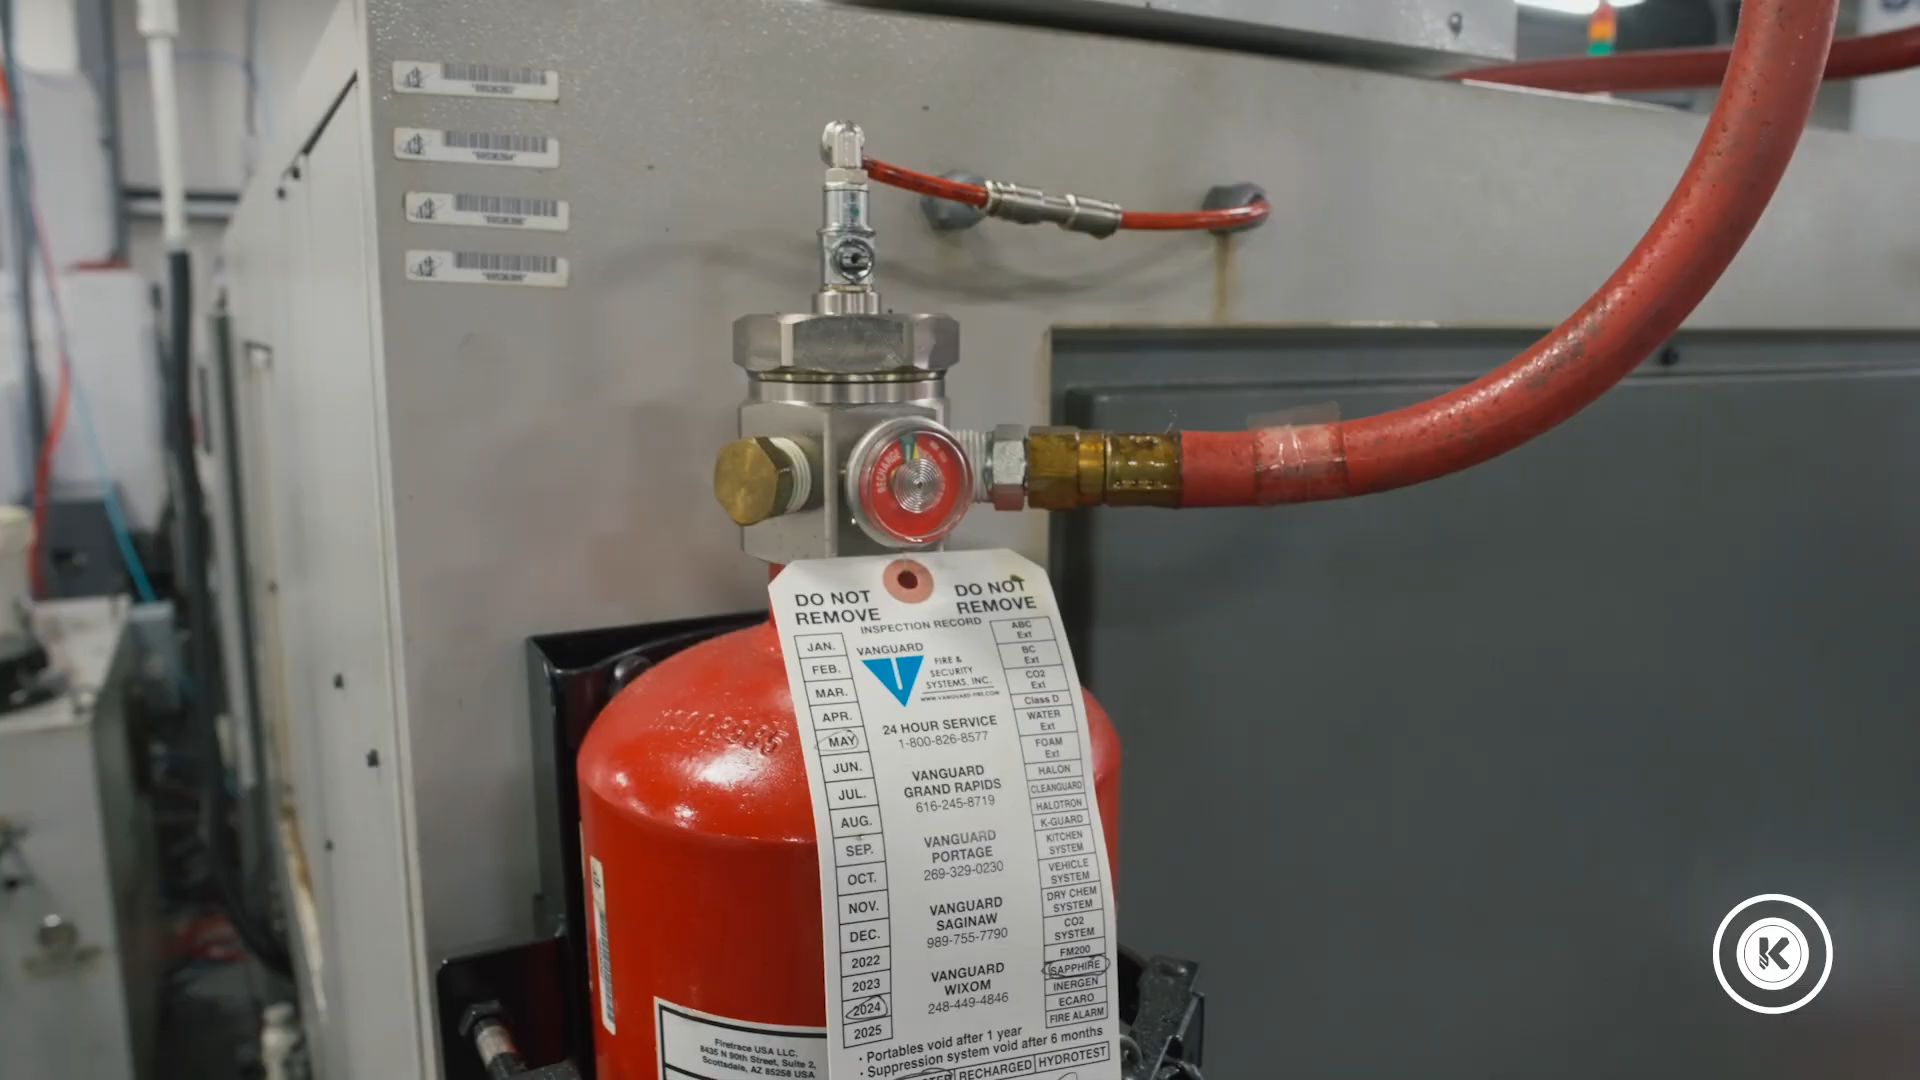 RECHARGE
DO NOT
REMOVE
DO NOT
REMOVE
INSPECTION RECORD
JAN.
FEB.
MAR.
APR.
MAY
JUN.
JUL.
AUG.
SEP.
OCT.
NOV.
DEC.
2022
2023
2024
2025
VANGUARD
FIRE &
SECURITY
SYSTEMS, INC.
WWW.VANGUARD-FIRE.COM
24 HOUR SERVICE
1-800-826-8577
VANGUARD
GRAND RAPIDS
616-245-8719
VANGUARD
PORTAGE
269-329-0230
VANGUARD
SAGINAW
989-755-7790
VANGUARD
WIXOM
248-449-4846
ABC
Ext
BC
Ext
CO2
Ext
Class D
WATER
Ext
FOAM
Ext
HALON
CLEANGUARD
HALOTRON
K-GUARD
KITCHEN
SYSTEM
VEHICLE
SYSTEM
DRY CHEM
SYSTEM
CO2
SYSTEM
FM200
SAPPHIRE
INERGEN
ECARO
FIRE ALARM
· Portables void after 1 year
· Suppression system void after 6 months
RECHARGED HYDROTEST
Firetrace USA LLC.
8435 N 90th Street, Suite 2,
Scottsdale, AZ 85258 USA
K